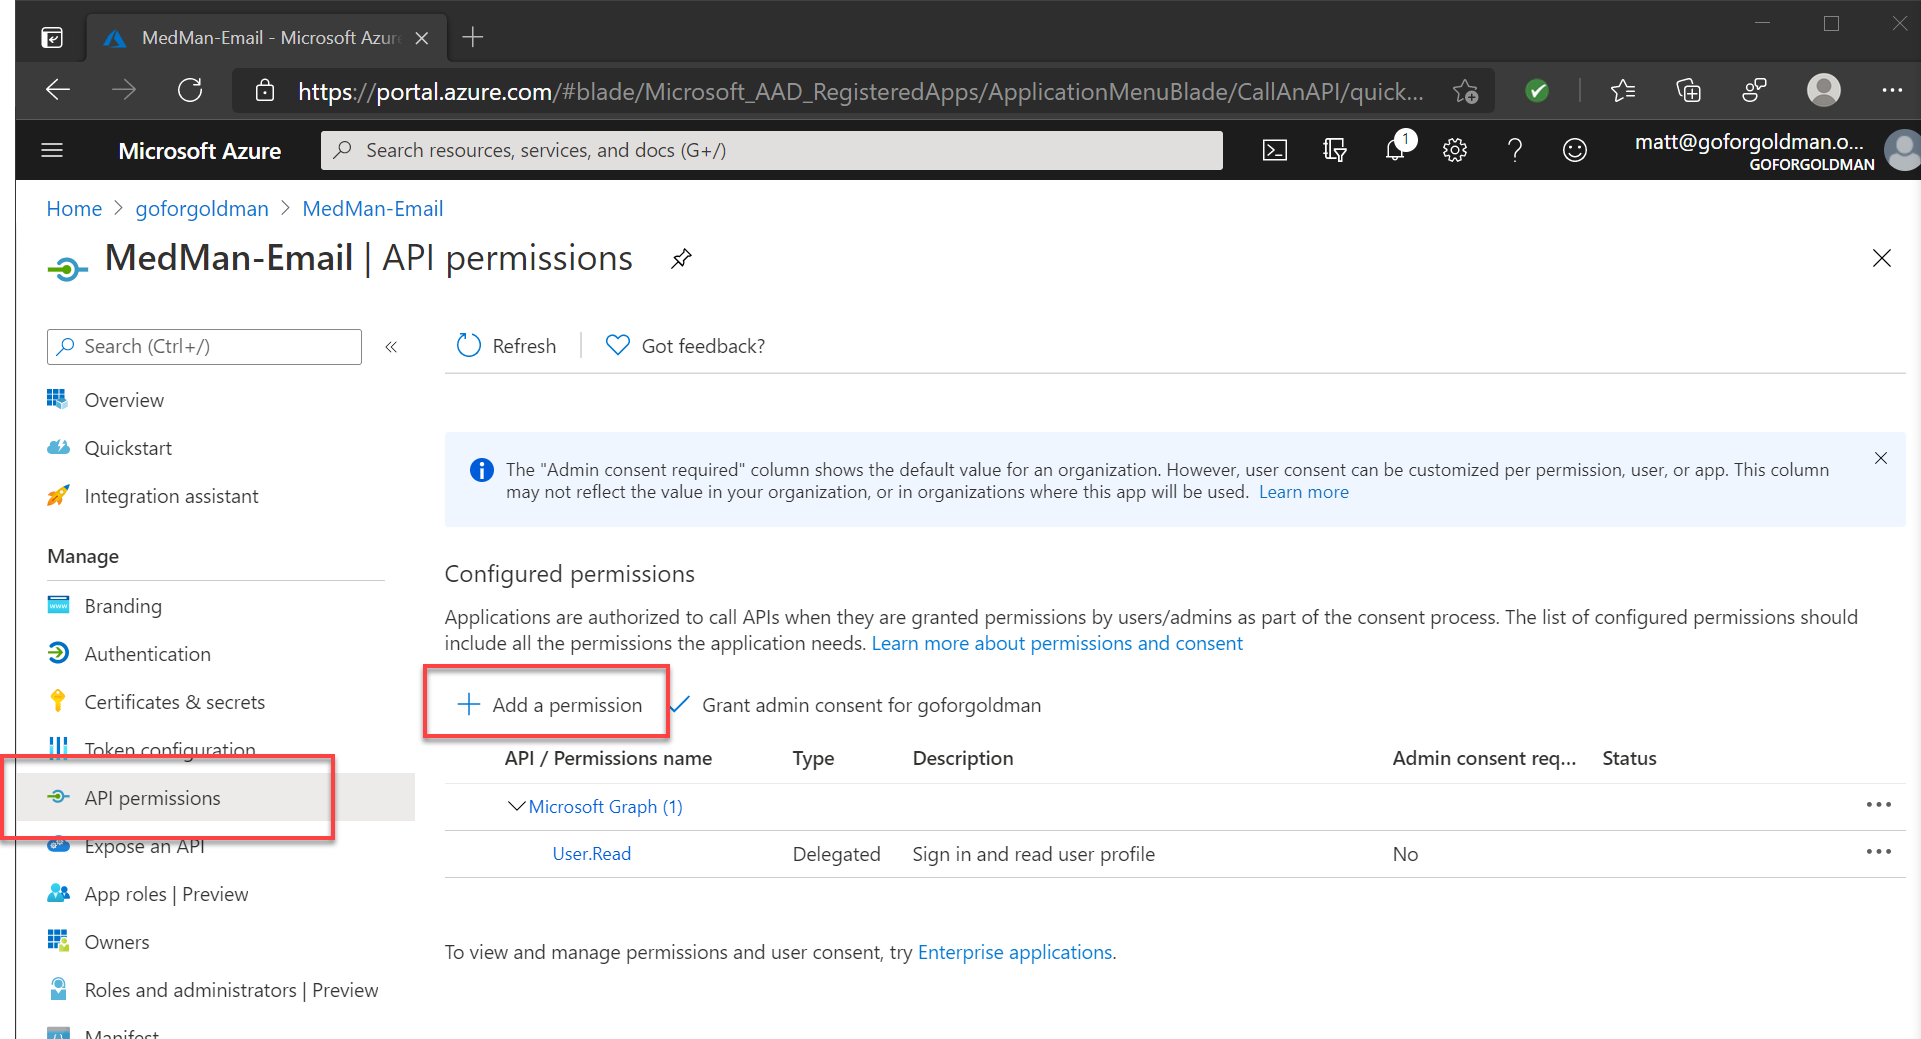 MedMan-Email - Microsoft Azur
https://portal.azure.com/#blade/Microsoft_AAD_RegisteredApps/ApplicationMenuBlade/CallAnAPI/quick...
Microsoft Azure
Search resources, services, and docs (G+/)
1
matt@goforgoldman.o...
GOFORGOLDMAN
Home > goforgoldman > MedMan-Email
MedMan-Email | API permissions
Search (Ctrl+/)
«
Refresh
Got feedback?
Overview
Quickstart
Integration assistant
Manage
Branding
Authentication
Certificates & secrets
Token configuration
API permissions
Expose an API
App roles | Preview
Owners
Roles and administrators | Preview
Manifest
The "Admin consent required" column shows the default value for an organization. However, user consent can be customized per permission, user, or app. This column
may not reflect the value in your organization, or in organizations where this app will be used. Learn more
Configured permissions
Applications are authorized to call APIs when they are granted permissions by users/admins as part of the consent process. The list of configured permissions should
include all the permissions the application needs. Learn more about permissions and consent
Add a permission
Grant admin consent for goforgoldman
API / Permissions name Type Description Admin consent req... Status
Microsoft Graph (1)
User.Read Delegated Sign in and read user profile No
To view and manage permissions and user consent, try Enterprise applications.